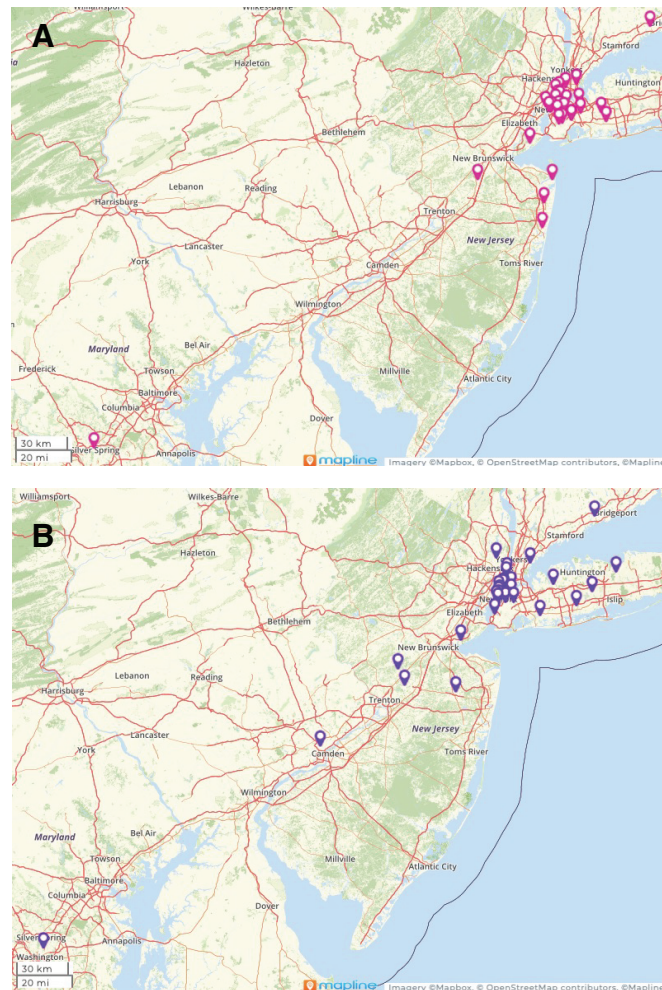 A
Williamsport
Wilkes-Barre
Hazleton
Stamford
Yonkers
Hackens
Huntington
Ne
Elizabeth
Bethlehem
New Brunswick
Lebanon
Reading
Harrisburg
Trenton
Lancaster
New Jersey
York
Camden
Toms River
Wilmington
Maryland
Bel Air
Frederick
Towson
Millville
Baltimore
Atlantic City
Columbia
Dover
30 km
20 mi
Silver Spring
Annapolis
mapline
Imagery ©Mapbox, © OpenStreetMap contributors, ©Mapline
B
Williamsport
Wilkes-Barre
Bridgeport
Stamford
Hazleton
Yonkers
Hackens
Huntington
Ne
Islip
Elizabeth
Bethlehem
New Brunswick
Lebanon
Reading
Harrisburg
Trenton
Lancaster
New Jersey
York
Camden
Toms River
Wilmington
Maryland
Bel Air
Towson
Millville
Baltimore
Atlantic City
Columbia
Dover
Silver Spring
Annapolis
Washington
30 km
20 mi
mapline
Imagery ©Mapbox, © OpenStreetMap contributors, ©Mapline